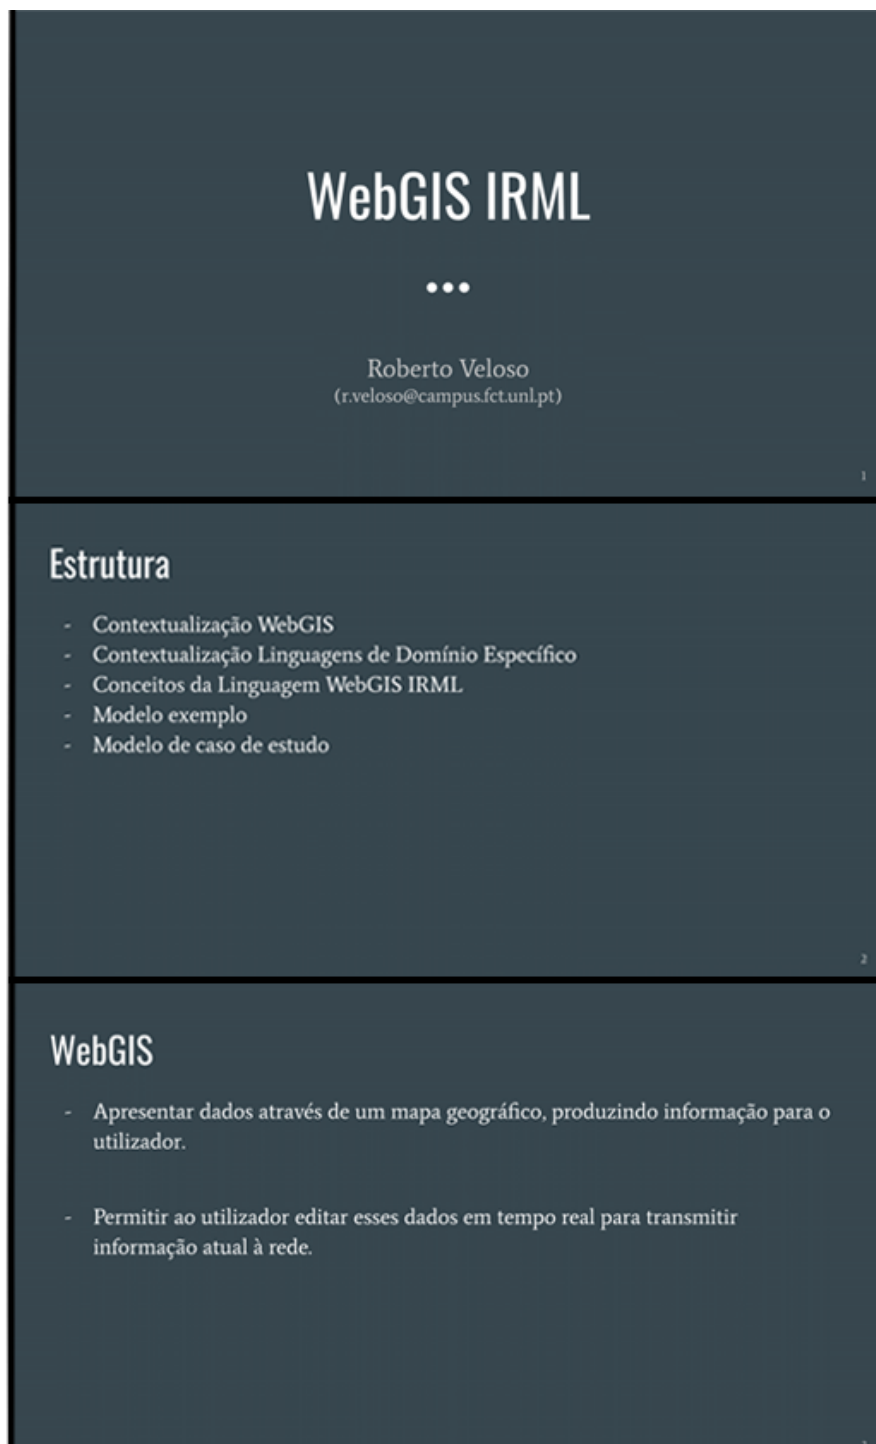 WebGIS IRML
Roberto Veloso
(r.veloso@campus.fct.unl.pt)
1
Estrutura
- Contextualização WebGIS
- Contextualização Linguagens de Domínio Específico
- Conceitos da Linguagem WebGIS IRML
- Modelo exemplo
- Modelo de caso de estudo
2
WebGIS
- Apresentar dados através de um mapa geográfico, produzindo informação para o
utilizador.
- Permitir ao utilizador editar esses dados em tempo real para transmitir
informação atual à rede.